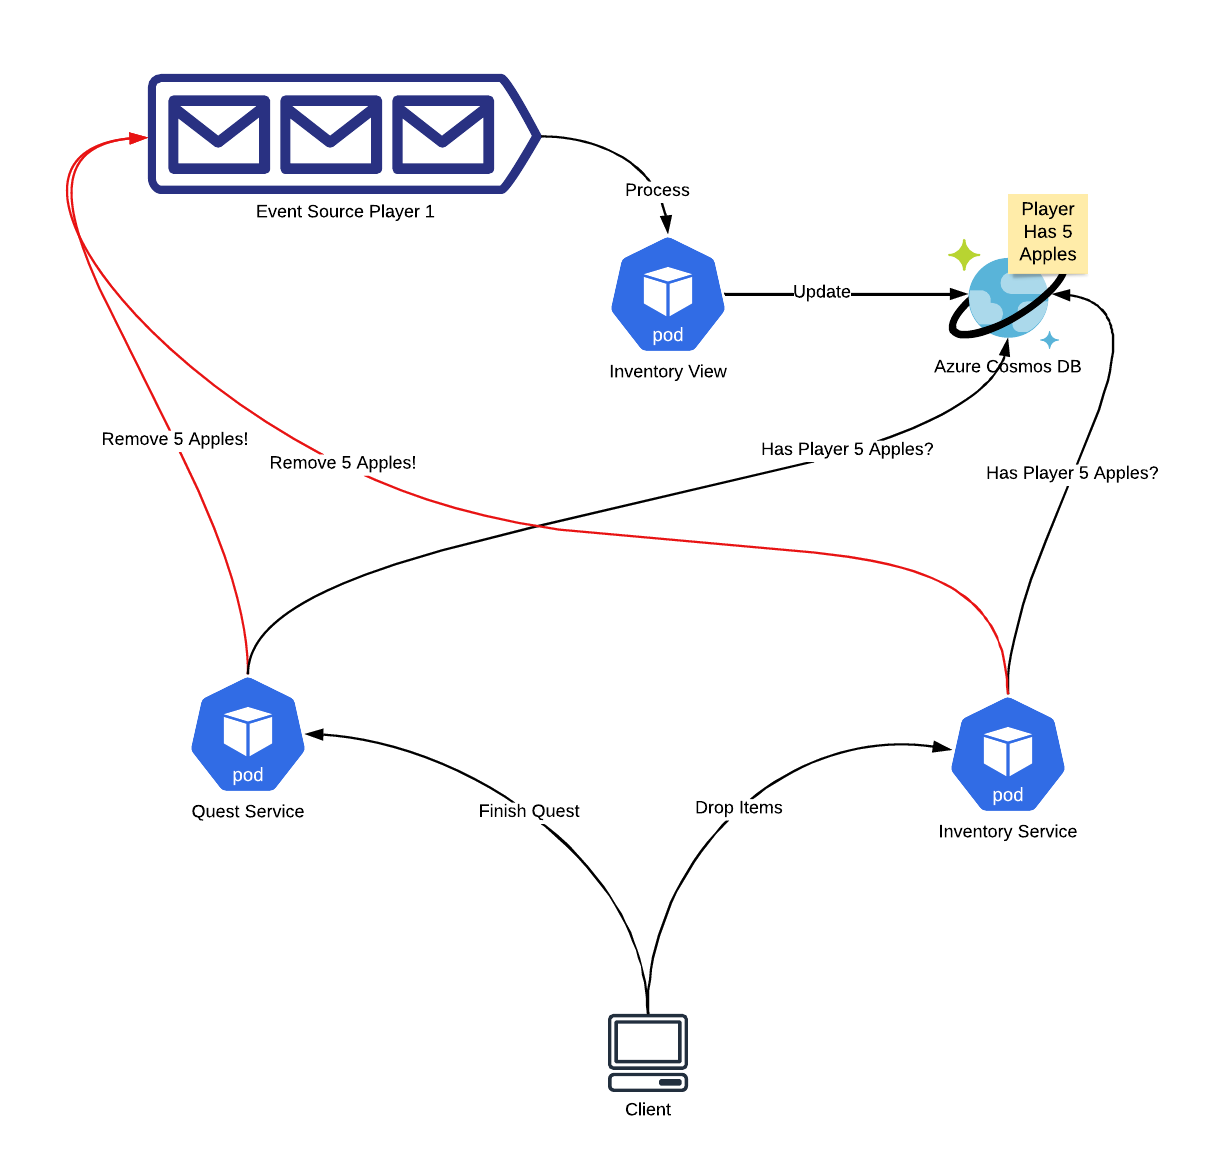 Event Source Player 1
Process
Player
Has 5
Apples
pod
Update
Inventory View
Azure Cosmos DB
Remove 5 Apples!
Remove 5 Apples!
Has Player 5 Apples?
Has Player 5 Apples?
pod
Quest Service
pod
Inventory Service
Finish Quest
Drop Items
Client